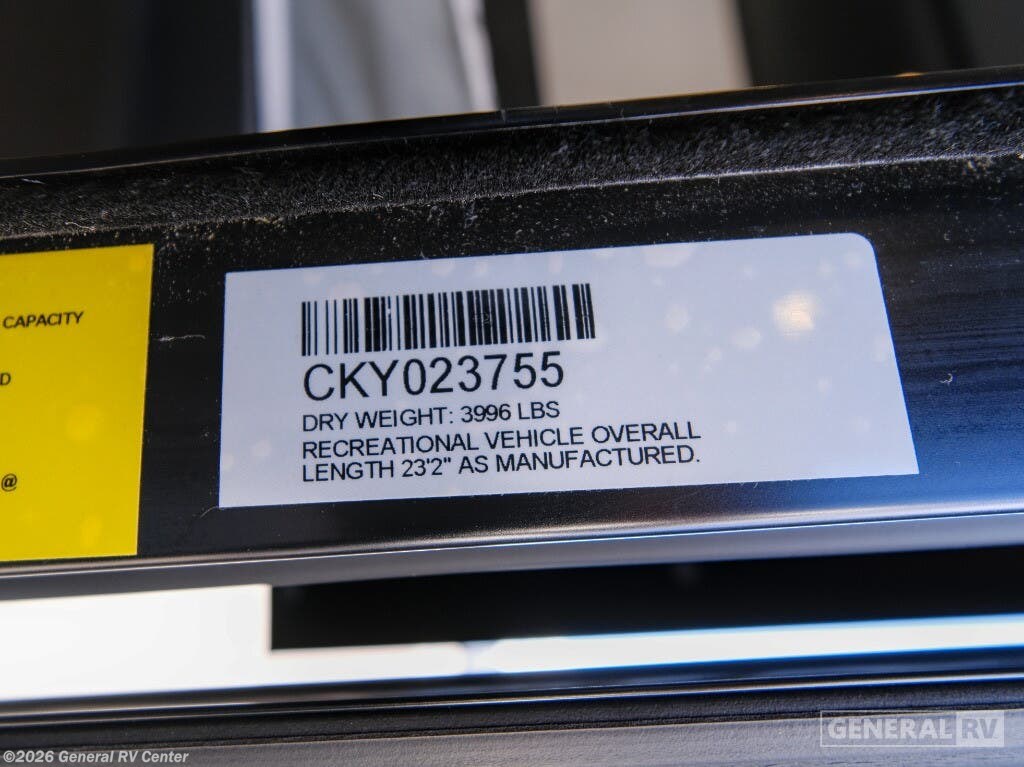 CAPACITY
D
@
CKY023755
DRY WEIGHT: 3996 LBS
RECREATIONAL VEHICLE OVERALL
LENGTH 23'2" AS MANUFACTURED.
GENERAL RV
©2026 General RV Center